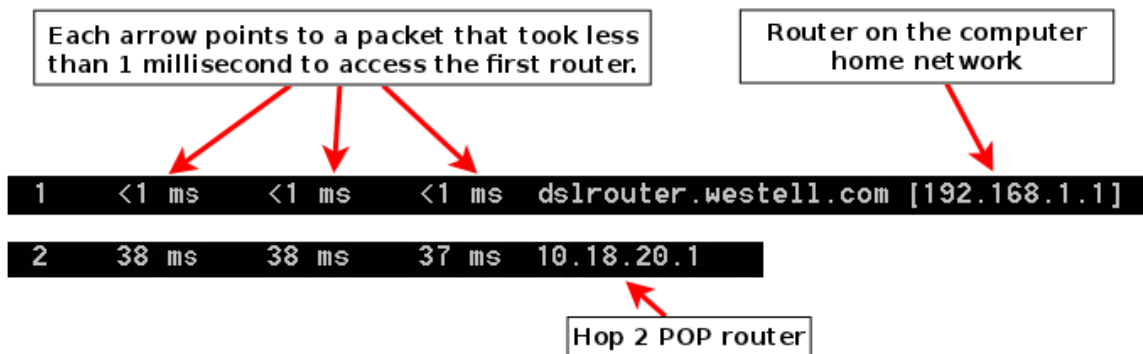 Each arrow points to a packet that took less
than 1 millisecond to access the first router.
Router on the computer
home network
1 <1 ms <1 ms <1 ms dslrouter.westell.com [192.168.1.1]
2 38 ms 38 ms 37 ms 10.18.20.1
Hop 2 POP router